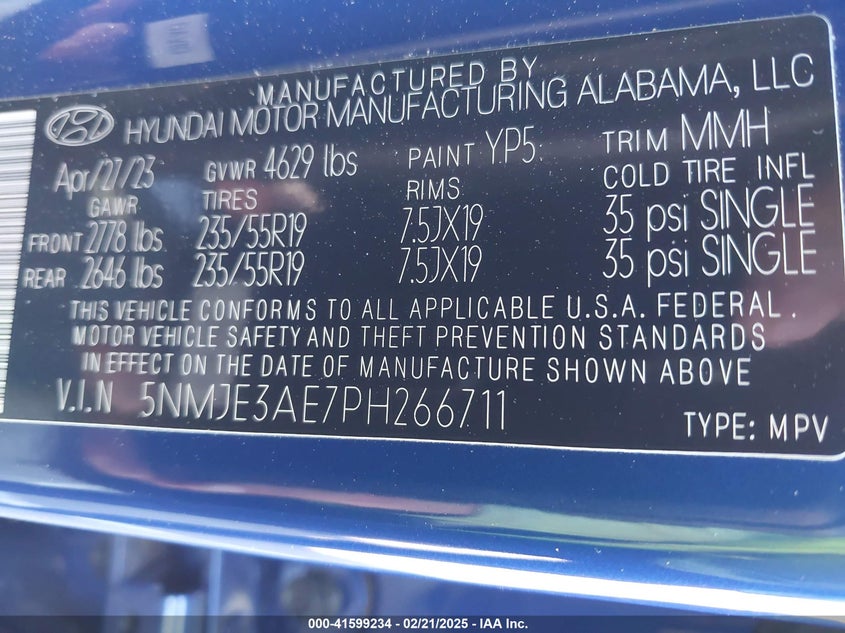 MANUFACTURED BY
HYUNDAI MOTOR MANUFACTURING ALABAMA, LLC
Apr/27/23 GVWR 4629 lbs PAINT YP5 TRIM MMH
GAWR TIRES RIMS COLD TIRE INFL
FRONT 2778 lbs 235/55R19 7.5JX19 35 psi SINGLE
REAR 2646 lbs 235/55R19 7.5JX19 35 psi SINGLE
THIS VEHICLE CONFORMS TO ALL APPLICABLE U.S.A. FEDERAL.
MOTOR VEHICLE SAFETY AND THEFT PREVENTION STANDARDS
IN EFFECT ON THE DATE OF MANUFACTURE SHOWN ABOVE
V.I.N 5NMJE3AE7PH266711 TYPE: MPV
000-41599234 - 02/21/2025 - IAA Inc.